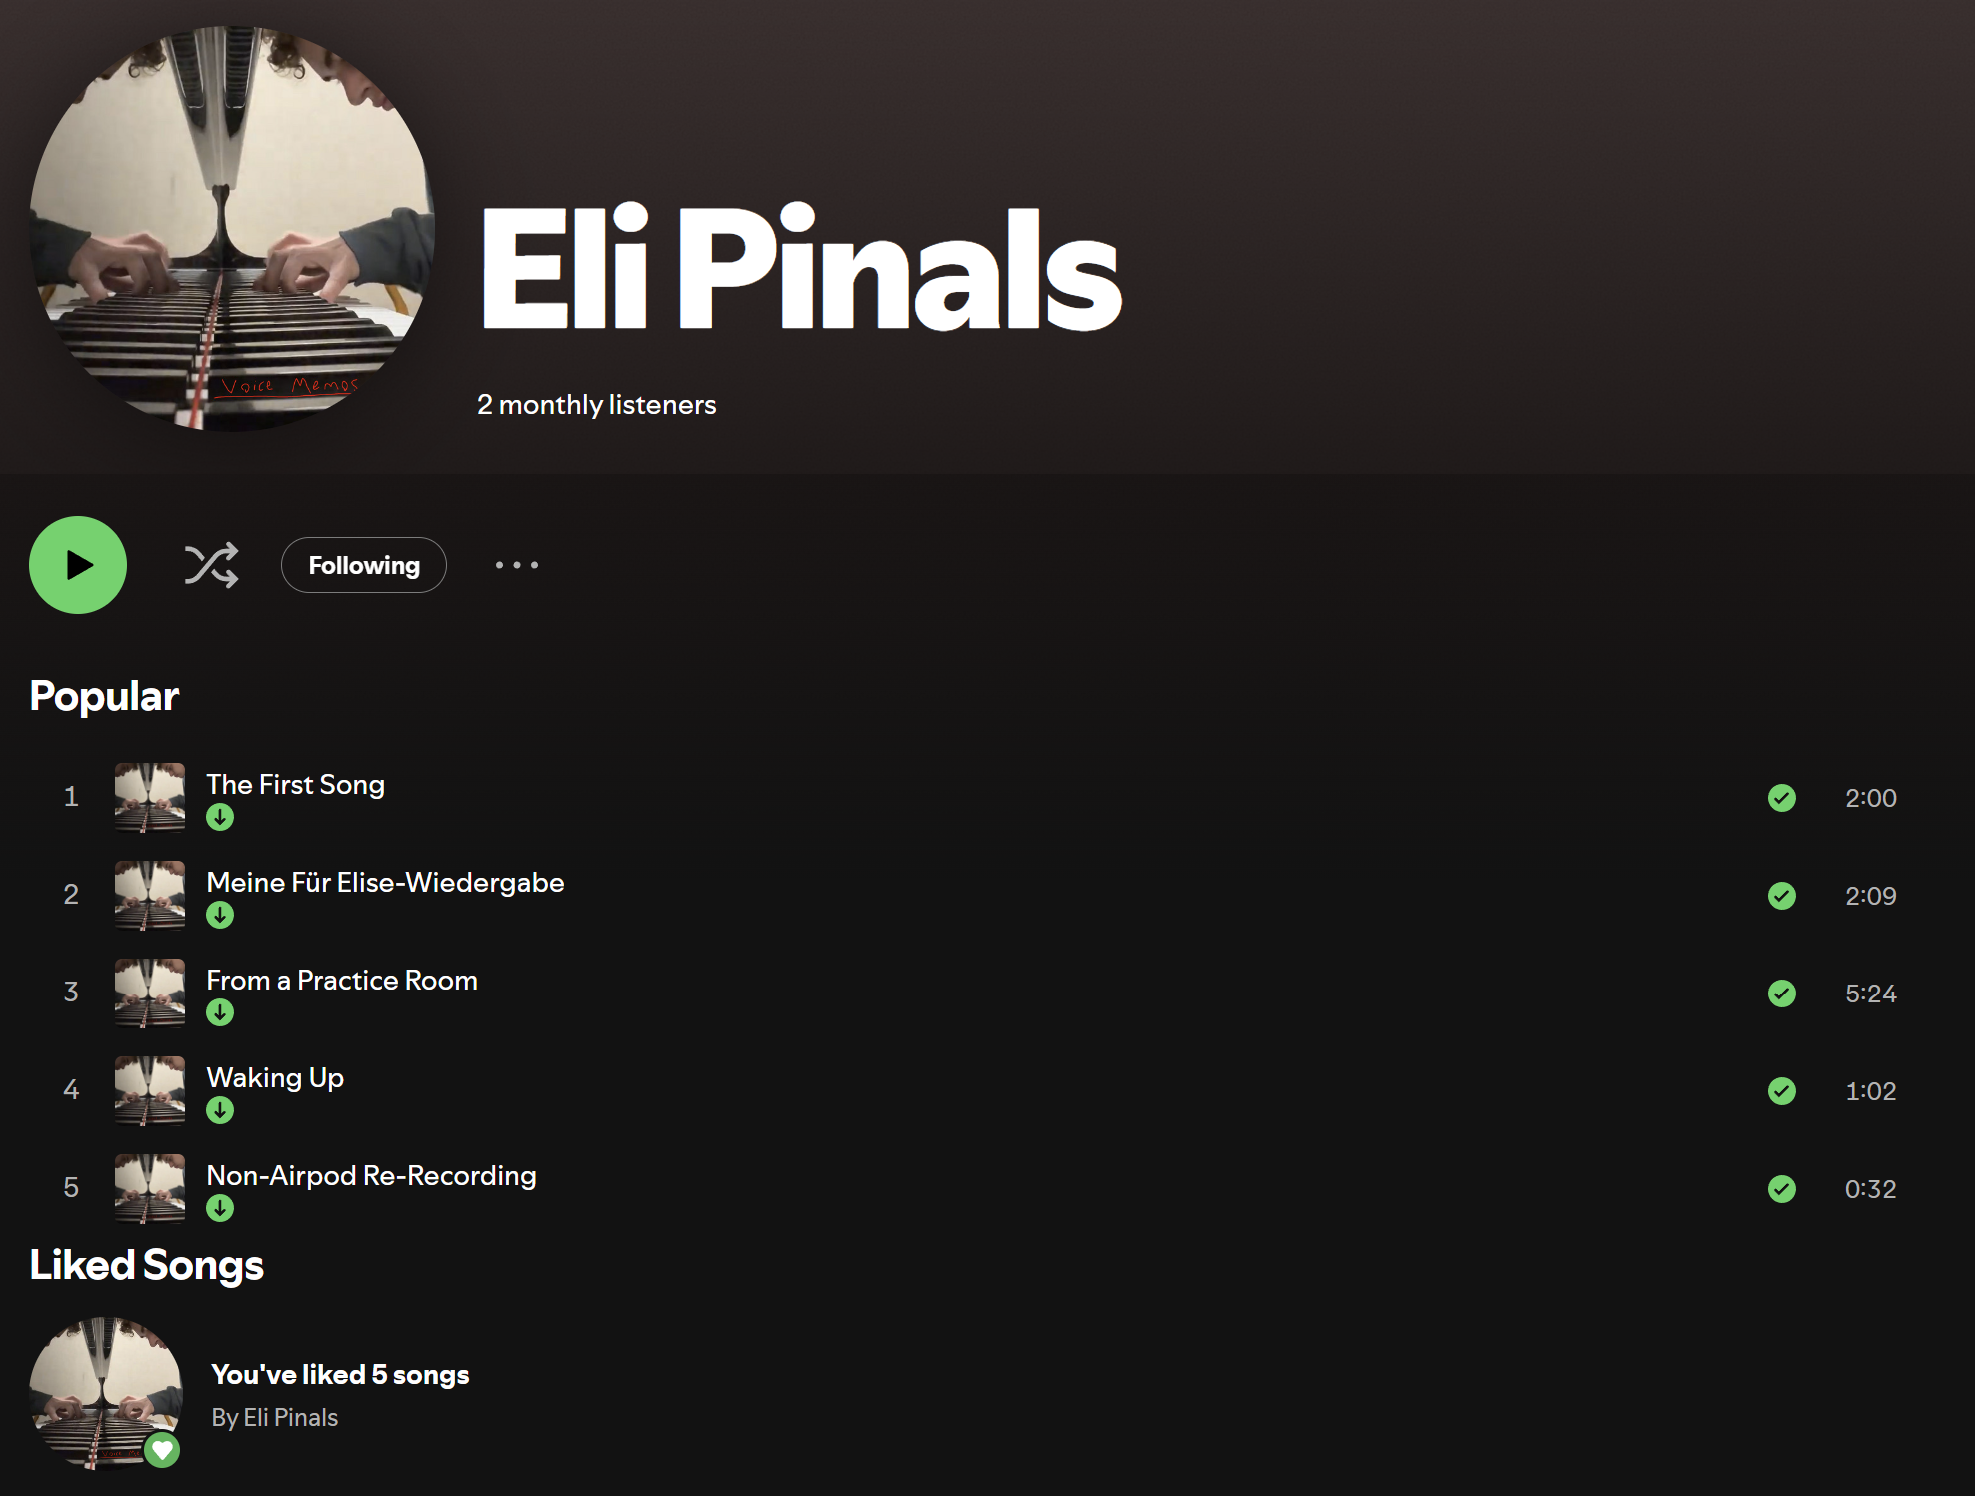 Eli Pinals
Voice Memos
2 monthly listeners
Following
Popular
1
The First Song
2:00
2
Meine Für Elise-Wiedergabe
2:09
3
From a Practice Room
5:24
4
Waking Up
1:02
5
Non-Airpod Re-Recording
0:32
Liked Songs
You've liked 5 songs
By Eli Pinals